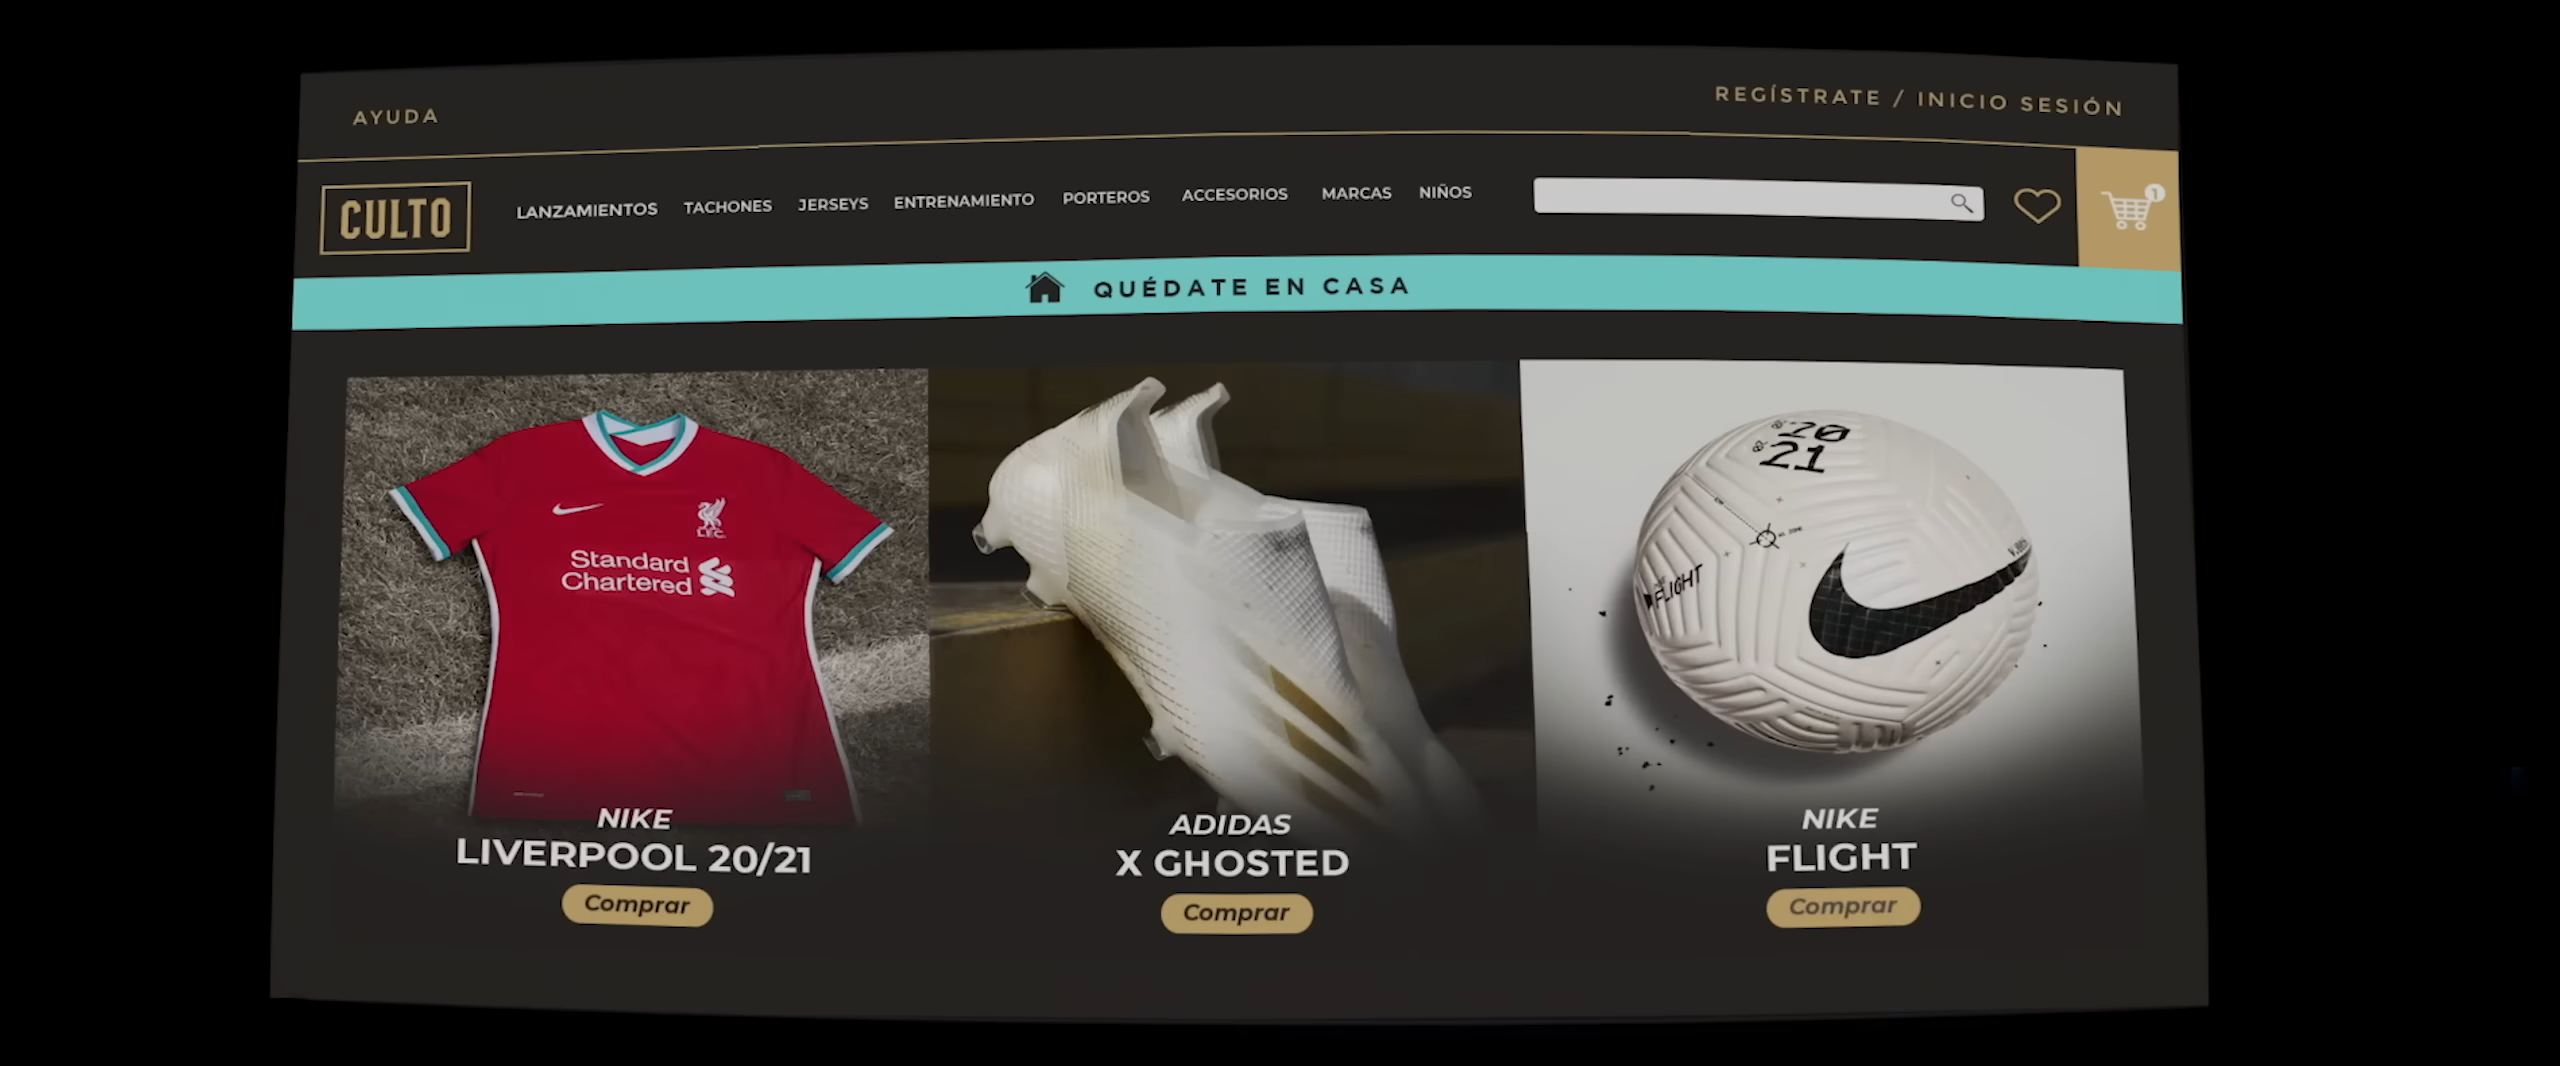 AYUDA
REGÍSTRATE / INICIO SESIÓN
CULTO
LANZAMIENTOS TACHONES JERSEYS ENTRENAMIENTO PORTEROS ACCESORIOS MARCAS NIÑOS
1
QUÉDATE EN CASA
L.F.C.
Standard
Chartered
20
21
FLIGHT
NIKE
LIVERPOOL 20/21
Comprar
ADIDAS
X GHOSTED
Comprar
NIKE
FLIGHT
Comprar